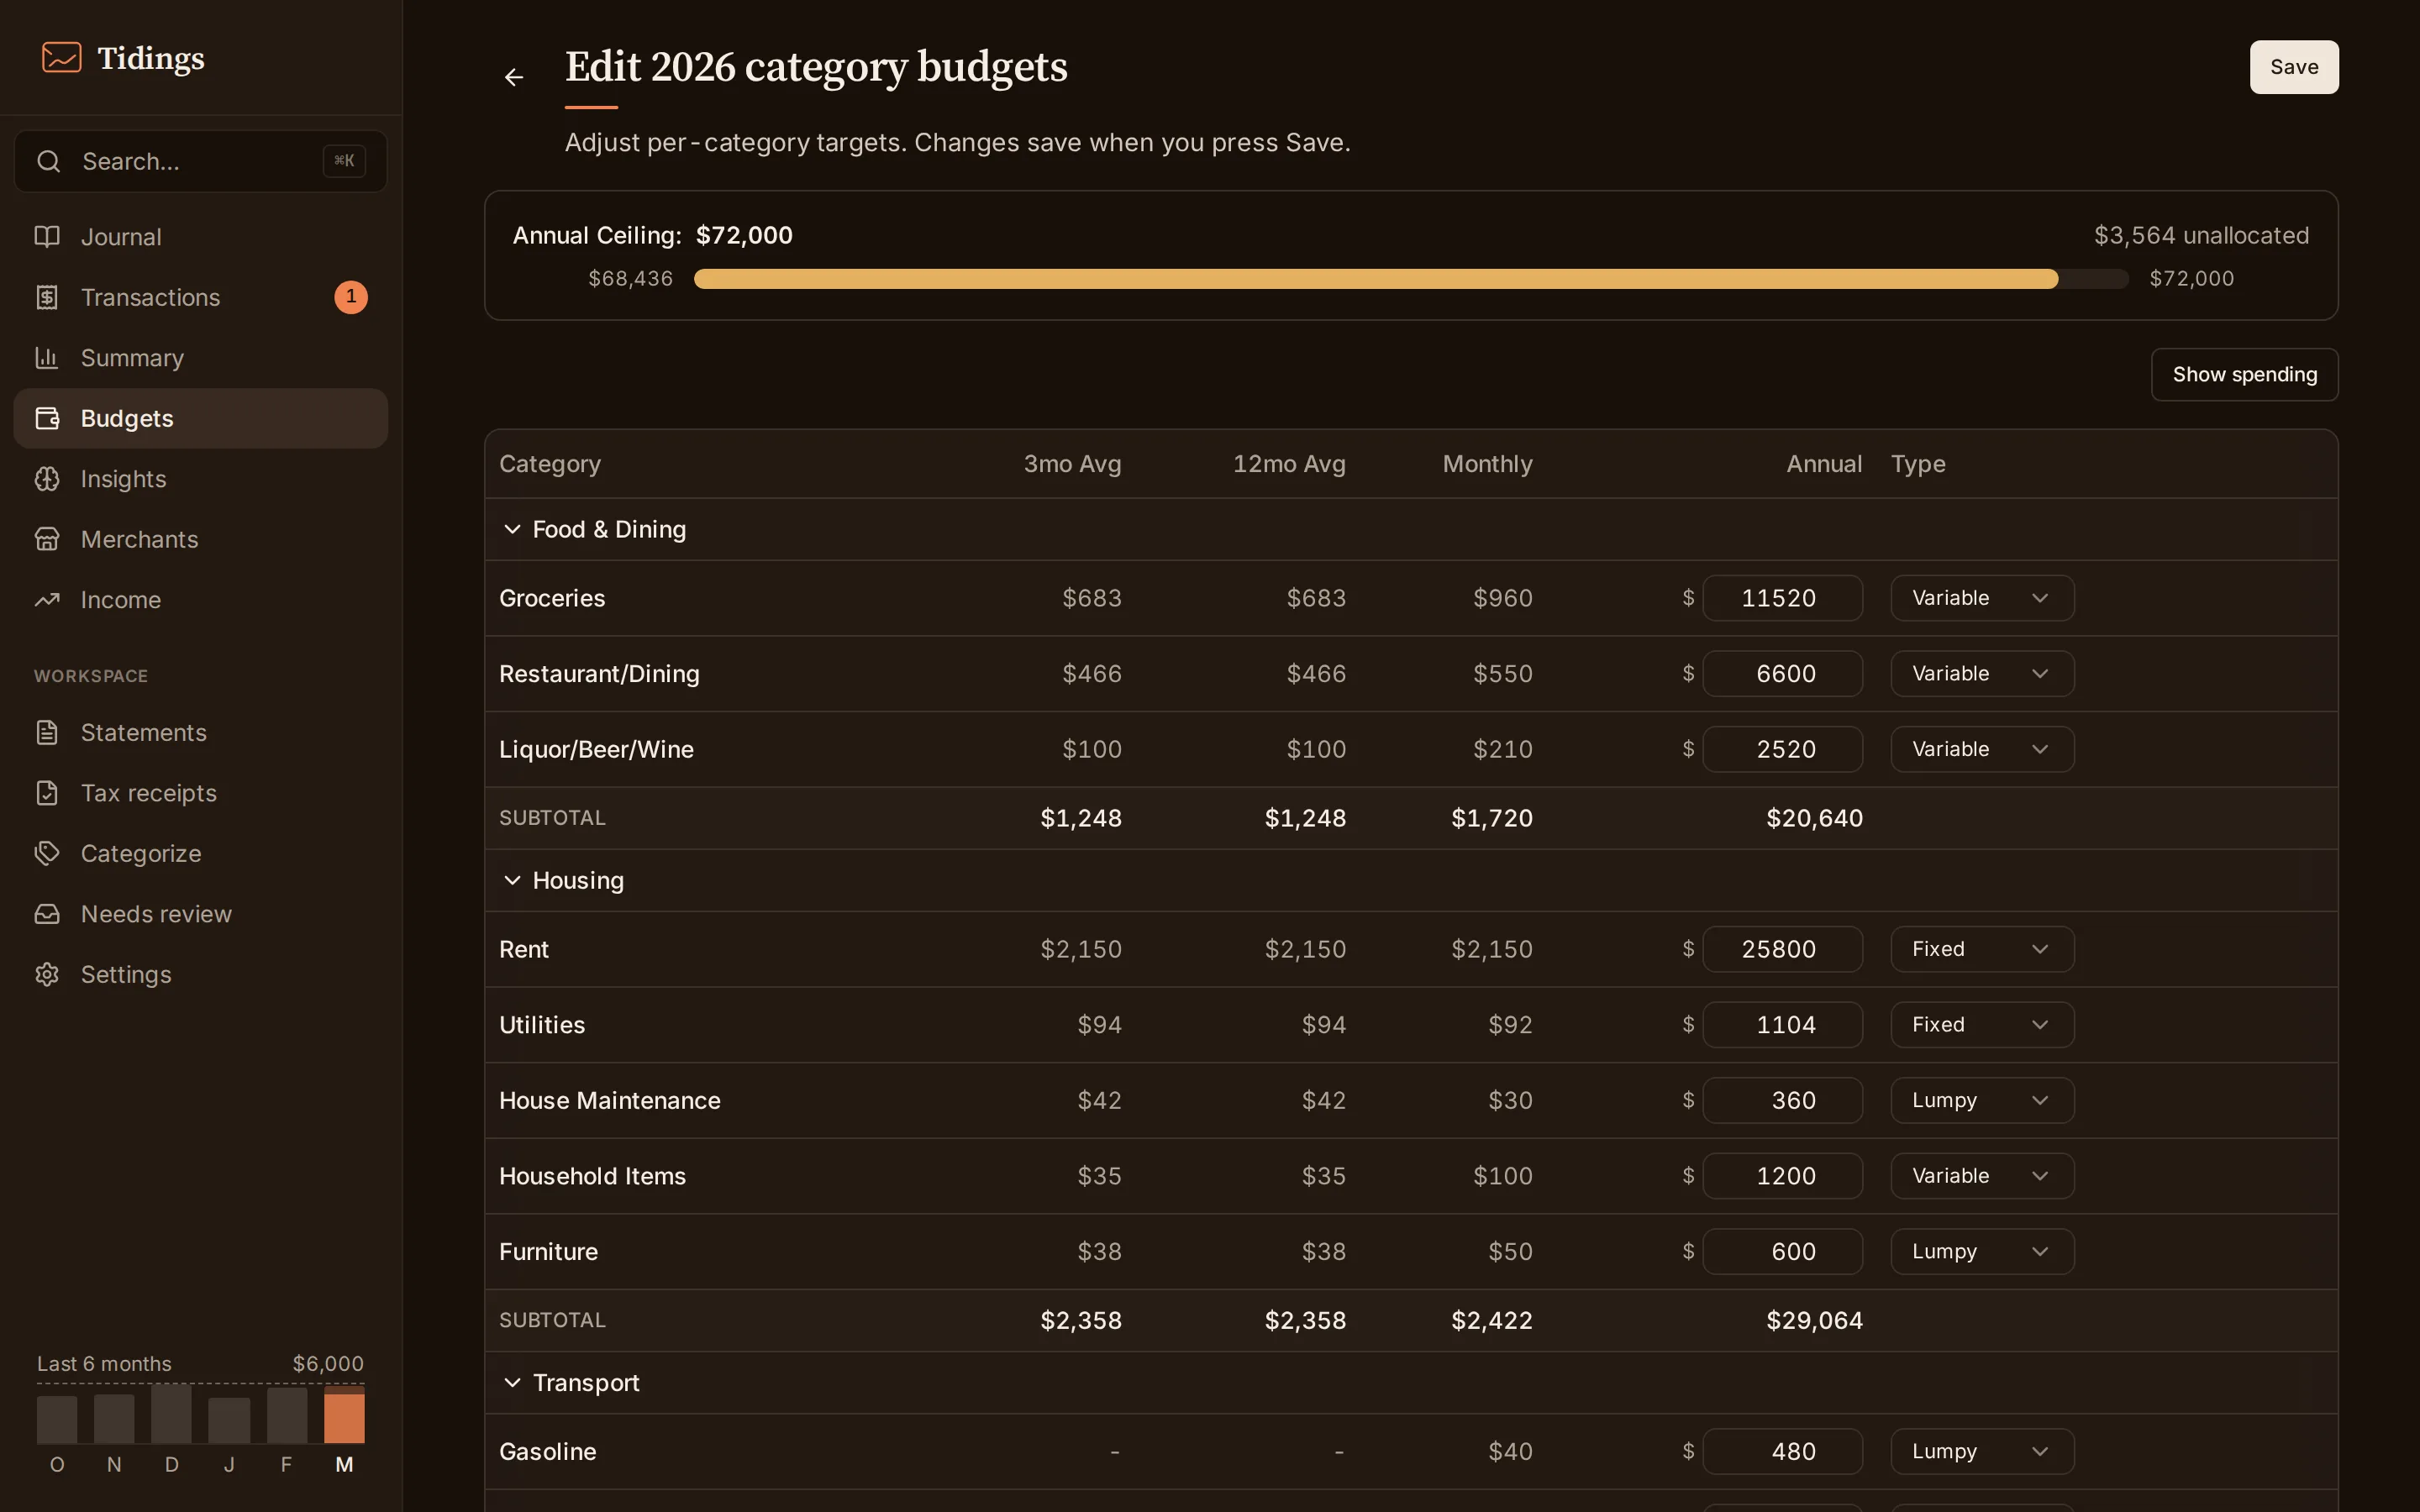 Tidings
Search... ⌘K
Journal
Transactions 1
Summary
Budgets
Insights
Merchants
Income
WORKSPACE
Statements
Tax receipts
Categorize
Needs review
Settings
Last 6 months $6,000
O N D J F M
Edit 2026 category budgets
Save
Adjust per-category targets. Changes save when you press Save.
Annual Ceiling: $72,000 $3,564 unallocated
$68,436 $72,000
Show spending
Category 3mo Avg 12mo Avg Monthly Annual Type
Food & Dining
Groceries $683 $683 $960 $ 11520 Variable
Restaurant/Dining $466 $466 $550 $ 6600 Variable
Liquor/Beer/Wine $100 $100 $210 $ 2520 Variable
SUBTOTAL $1,248 $1,248 $1,720 $20,640
Housing
Rent $2,150 $2,150 $2,150 $ 25800 Fixed
Utilities $94 $94 $92 $ 1104 Fixed
House Maintenance $42 $42 $30 $ 360 Lumpy
Household Items $35 $35 $100 $ 1200 Variable
Furniture $38 $38 $50 $ 600 Lumpy
SUBTOTAL $2,358 $2,358 $2,422 $29,064
Transport
Gasoline - - $40 $ 480 Lumpy